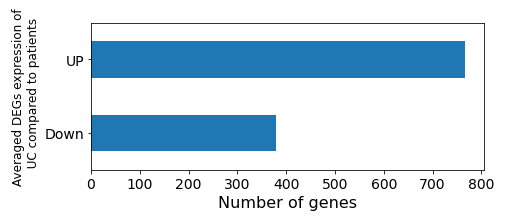 Averaged DEGs expression of
UC compared to patients
UP
Down
0 100 200 300 400 500 600 700 800
Number of genes